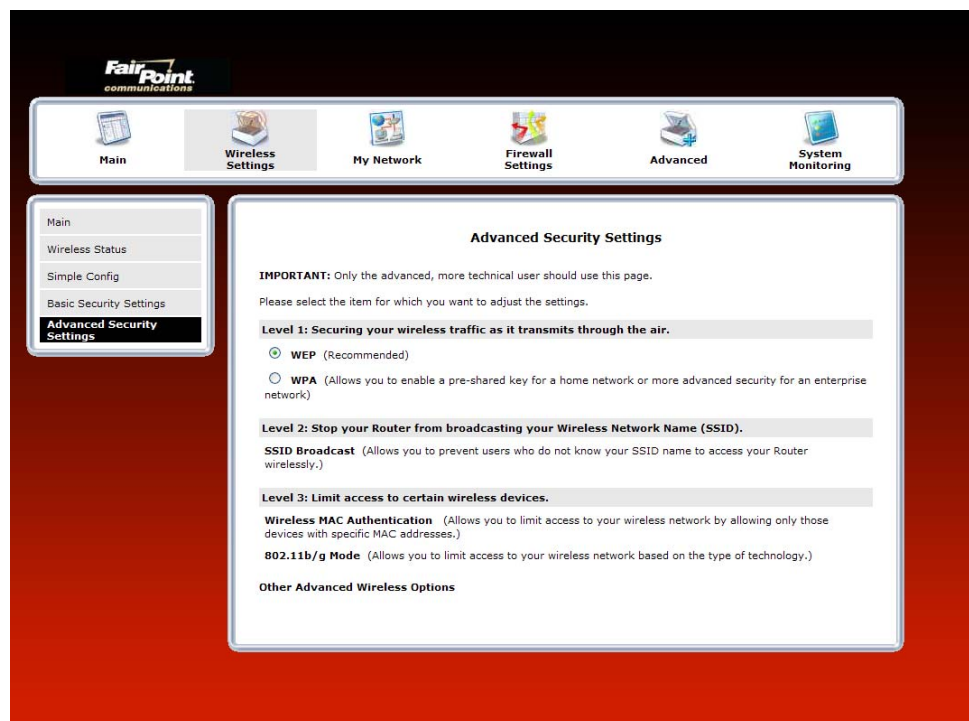 FairPoint.
communications
Main
Wireless
Settings
My Network
Firewall
Settings
Advanced
System
Monitoring
Main
Wireless Status
Simple Config
Basic Security Settings
Advanced Security
Settings
Advanced Security Settings
IMPORTANT: Only the advanced, more technical user should use this page.
Please select the item for which you want to adjust the settings.
Level 1: Securing your wireless traffic as it transmits through the air.
WEP (Recommended)
WPA (Allows you to enable a pre-shared key for a home network or more advanced security for an enterprise
network)
Level 2: Stop your Router from broadcasting your Wireless Network Name (SSID).
SSID Broadcast (Allows you to prevent users who do not know your SSID name to access your Router
wirelessly.)
Level 3: Limit access to certain wireless devices.
Wireless MAC Authentication (Allows you to limit access to your wireless network by allowing only those
devices with specific MAC addresses.)
802.11b/g Mode (Allows you to limit access to your wireless network based on the type of technology.)
Other Advanced Wireless Options